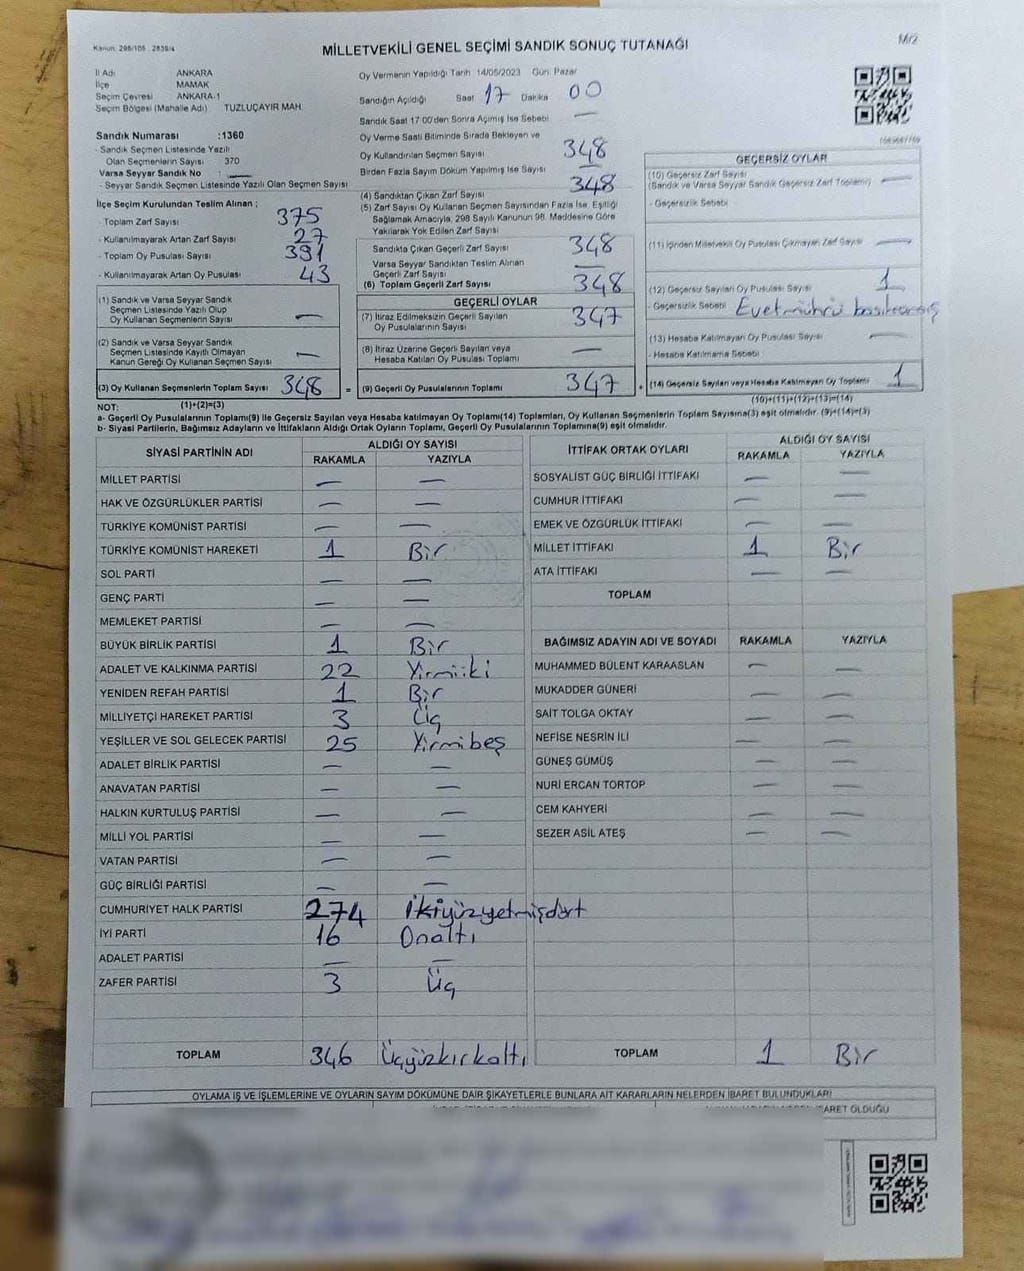 Kanun: 298/105 . 2839/4
MİLLETVEKİLİ GENEL SEÇİMİ SANDIK SONUÇ TUTANAĞI
M/2
İl Adı ANKARA
İlçe MAMAK
Seçim Çevresi ANKARA-1
Seçim Bölgesi (Mahalle Adı) TUZLUÇAYIR MAH.
Sandık Numarası :1360
- Sandık Seçmen Listesinde Yazılı
Olan Seçmenlerin Sayısı 370
Varsa Seyyar Sandık No : —
- Seyyar Sandık Seçmen Listesinde Yazılı Olan Seçmen Sayısı
İlçe Seçim Kurulundan Teslim Alınan :
- Toplam Zarf Sayısı 375
- Kullanılmayarak Artan Zarf Sayısı 27
- Toplam Oy Pusulası Sayısı 391
- Kullanılmayarak Artan Oy Pusulası 43
(1) Sandık ve Varsa Seyyar Sandık
Seçmen Listesinde Yazılı Olup
Oy Kullanan Seçmenlerin Sayısı —
(2) Sandık ve Varsa Seyyar Sandık
Seçmen Listesinde Kayıtlı Olmayan
Kanun Gereği Oy Kullanan Seçmen Sayısı —
(3) Oy Kullanan Seçmenlerin Toplam Sayısı 348 =
Oy Vermenin Yapıldığı Tarih 14/05/2023 Gün Pazar
Sandığın Açıldığı Saat 17 Dakika 00
Sandık Saat 17:00'den Sonra Açılmış İse Sebebi —
Oy Verme Saati Bitiminde Sırada Bekleyen ve
Oy Kullandırılan Seçmen Sayısı 348
Birden Fazla Sayım Döküm Yapılmış İse Sayısı —
(4) Sandıktan Çıkan Zarf Sayısı 348
(5) Zarf Sayısı Oy Kullanan Seçmen Sayısından Fazla İse, Eşitliği
Sağlamak Amacıyla, 298 Sayılı Kanunun 98. Maddesine Göre
Yakılarak Yok Edilen Zarf Sayısı
Sandıkta Çıkan Geçerli Zarf Sayısı 348
Varsa Seyyar Sandıktan Teslim Alınan
Geçerli Zarf Sayısı —
(6) Toplam Geçerli Zarf Sayısı 348
GEÇERLİ OYLAR
(7) İtiraz Edilmeksizin Geçerli Sayılan
Oy Pusulalarının Sayısı 347
(8) İtiraz Üzerine Geçerli Sayılan veya
Hesaba Katılan Oy Pusulası Toplamı —
(9) Geçerli Oy Pusulalarının Toplamı 347 +
GEÇERSİZ OYLAR
(10) Geçersiz Zarf Sayısı
(Sandık ve Varsa Seyyar Sandık Geçersiz Zarf Toplamı) —
- Geçersizlik Sebebi
(11) İçinden Milletvekili Oy Pusulası Çıkmayan Zarf Sayısı —
(12) Geçersiz Sayılan Oy Pusulası Sayısı 1
- Geçersizlik Sebebi Evet mührü basılmamış
(13) Hesaba Katılmayan Oy Pusulası Sayısı —
- Hesaba Katılmama Sebebi
(14) Geçersiz Sayılan veya Hesaba Katılmayan Oy Toplamı 1
NOT: (1)+(2)=(3) (10)+(11)+(12)+(13)=(14)
a- Geçerli Oy Pusulalarının Toplamı(9) ile Geçersiz Sayılan veya Hesaba katılmayan Oy Toplamı(14) Toplamları, Oy Kullanan Seçmenlerin Toplam Sayısına(3) eşit olmalıdır. (9)+(14)=(3)
b- Siyasi Partilerin, Bağımsız Adayların ve İttifakların Aldığı Ortak Oyların Toplamı, Geçerli Oy Pusulalarının Toplamına(9) eşit olmalıdır.
SİYASİ PARTİNİN ADI ALDIĞI OY SAYISI
RAKAMLA YAZIYLA
MİLLET PARTİSİ — —
HAK VE ÖZGÜRLÜKLER PARTİSİ — —
TÜRKİYE KOMÜNİST PARTİSİ — —
TÜRKİYE KOMÜNİST HAREKETİ 1 Bir
SOL PARTİ — —
GENÇ PARTİ — —
MEMLEKET PARTİSİ — —
BÜYÜK BİRLİK PARTİSİ 1 Bir
ADALET VE KALKINMA PARTİSİ 22 Yirmiiki
YENİDEN REFAH PARTİSİ 1 Bir
MİLLİYETÇİ HAREKET PARTİSİ 3 Üç
YEŞİLLER VE SOL GELECEK PARTİSİ 25 Yirmibeş
ADALET BİRLİK PARTİSİ — —
ANAVATAN PARTİSİ — —
HALKIN KURTULUŞ PARTİSİ — —
MİLLİ YOL PARTİSİ — —
VATAN PARTİSİ — —
GÜÇ BİRLİĞİ PARTİSİ — —
CUMHURİYET HALK PARTİSİ 274 İkiyüzyetmişdört
İYİ PARTİ 16 Onaltı
ADALET PARTİSİ — —
ZAFER PARTİSİ 3 Üç
TOPLAM 346 Üçyüzkırkaltı
İTTİFAK ORTAK OYLARI ALDIĞI OY SAYISI
RAKAMLA YAZIYLA
SOSYALİST GÜÇ BİRLİĞİ İTTİFAKI — —
CUMHUR İTTİFAKI — —
EMEK VE ÖZGÜRLÜK İTTİFAKI — —
MİLLET İTTİFAKI 1 Bir
ATA İTTİFAKI — —
TOPLAM
BAĞIMSIZ ADAYIN ADI VE SOYADI RAKAMLA YAZIYLA
MUHAMMED BÜLENT KARAASLAN — —
MUKADDER GÜNERİ — —
SAİT TOLGA OKTAY — —
NEFİSE NESRİN İLİ — —
GÜNEŞ GÜMÜŞ — —
NURİ ERCAN TORTOP — —
CEM KAHYERİ — —
SEZER ASİL ATEŞ — —
TOPLAM 1 Bir
OYLAMA İŞ VE İŞLEMLERİNE VE OYLARIN SAYIM DÖKÜMÜNE DAİR ŞİKAYETLERLE BUNLARA AİT KARARLARIN NELERDEN İBARET BULUNDUKLARI
İBARET OLDUĞU